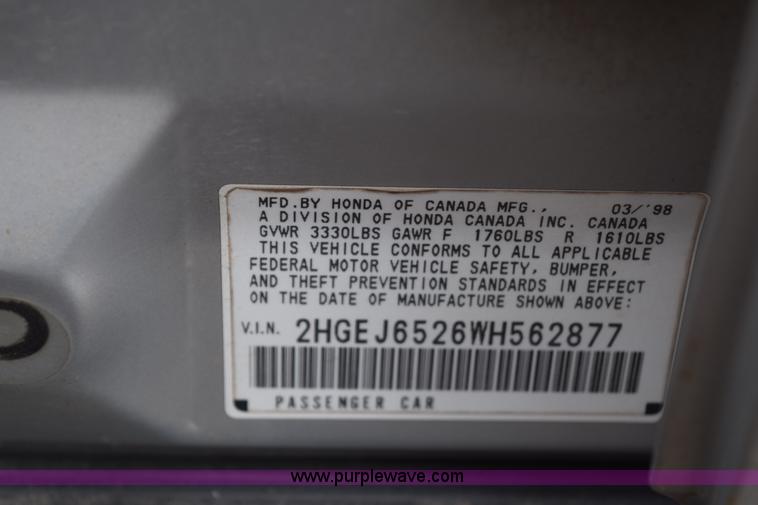 MFD.BY HONDA OF CANADA MFG., 03/'98
A DIVISION OF HONDA CANADA INC. CANADA
GVWR 3330LBS GAWR F 1760LBS R 1610LBS
THIS VEHICLE CONFORMS TO ALL APPLICABLE
FEDERAL MOTOR VEHICLE SAFETY, BUMPER,
AND THEFT PREVENTION STANDARDS IN EFFECT
ON THE DATE OF MANUFACTURE SHOWN ABOVE:
V.I.N. 2HGEJ6526WH562877
PASSENGER CAR
www.purplewave.com